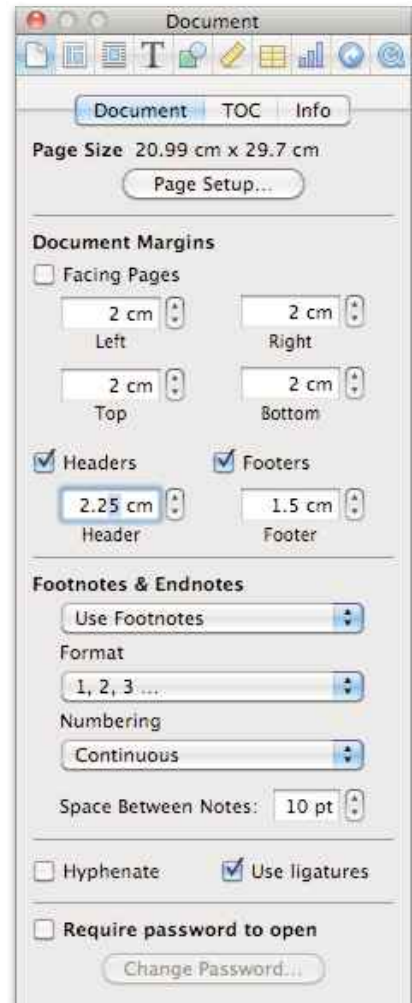 Document
T
Document TOC Info
Page Size 20.99 cm x 29.7 cm
Page Setup...
Document Margins
Facing Pages
2 cm 2 cm
Left Right
2 cm 2 cm
Top Bottom
Headers Footers
2.25 cm 1.5 cm
Header Footer
Footnotes & Endnotes
Use Footnotes
Format
1, 2, 3 ...
Numbering
Continuous
Space Between Notes: 10 pt
Hyphenate Use ligatures
Require password to open
Change Password...